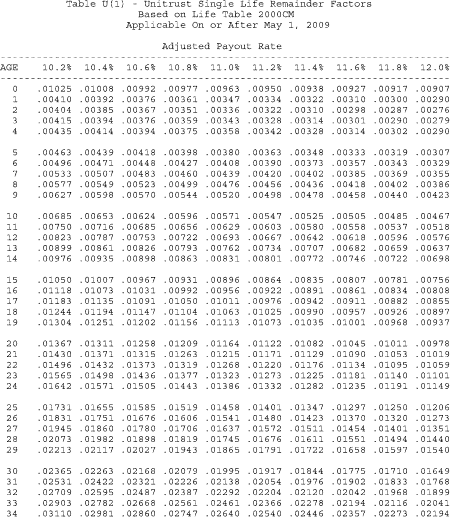 Table U(1) - Unitrust Single Life Remainder Factors
Based on Life Table 2000CM
Applicable On or After May 1, 2009
Adjusted Payout Rate
AGE 10.2% 10.4% 10.6% 10.8% 11.0% 11.2% 11.4% 11.6% 11.8% 12.0%
0 .01025 .01008 .00992 .00977 .00963 .00950 .00938 .00927 .00917 .00907
1 .00410 .00392 .00376 .00361 .00347 .00334 .00322 .00310 .00300 .00290
2 .00404 .00385 .00367 .00351 .00336 .00322 .00310 .00298 .00287 .00276
3 .00415 .00394 .00376 .00359 .00343 .00328 .00314 .00301 .00290 .00279
4 .00435 .00414 .00394 .00375 .00358 .00342 .00328 .00314 .00302 .00290
5 .00463 .00439 .00418 .00398 .00380 .00363 .00348 .00333 .00319 .00307
6 .00496 .00471 .00448 .00427 .00408 .00390 .00373 .00357 .00343 .00329
7 .00533 .00507 .00483 .00460 .00439 .00420 .00402 .00385 .00369 .00355
8 .00577 .00549 .00523 .00499 .00476 .00456 .00436 .00418 .00402 .00386
9 .00627 .00598 .00570 .00544 .00520 .00498 .00478 .00458 .00440 .00423
10 .00685 .00653 .00624 .00596 .00571 .00547 .00525 .00505 .00485 .00467
11 .00750 .00716 .00685 .00656 .00629 .00603 .00580 .00558 .00537 .00518
12 .00823 .00787 .00753 .00722 .00693 .00667 .00642 .00618 .00596 .00576
13 .00899 .00861 .00826 .00793 .00762 .00734 .00707 .00682 .00659 .00637
14 .00976 .00935 .00898 .00863 .00831 .00801 .00772 .00746 .00722 .00698
15 .01050 .01007 .00967 .00931 .00896 .00864 .00835 .00807 .00781 .00756
16 .01118 .01073 .01031 .00992 .00956 .00922 .00891 .00861 .00834 .00808
17 .01183 .01135 .01091 .01050 .01011 .00976 .00942 .00911 .00882 .00855
18 .01244 .01194 .01147 .01104 .01063 .01025 .00990 .00957 .00926 .00897
19 .01304 .01251 .01202 .01156 .01113 .01073 .01035 .01001 .00968 .00937
20 .01367 .01311 .01258 .01209 .01164 .01122 .01082 .01045 .01011 .00978
21 .01430 .01371 .01315 .01263 .01215 .01171 .01129 .01090 .01053 .01019
22 .01496 .01432 .01373 .01319 .01268 .01220 .01176 .01134 .01095 .01059
23 .01565 .01498 .01436 .01377 .01323 .01273 .01225 .01181 .01140 .01101
24 .01642 .01571 .01505 .01443 .01386 .01332 .01282 .01235 .01191 .01149
25 .01731 .01655 .01585 .01519 .01458 .01401 .01347 .01297 .01250 .01206
26 .01831 .01751 .01676 .01606 .01541 .01480 .01423 .01370 .01320 .01273
27 .01945 .01860 .01780 .01706 .01637 .01572 .01511 .01454 .01401 .01351
28 .02073 .01982 .01898 .01819 .01745 .01676 .01611 .01551 .01494 .01440
29 .02213 .02117 .02027 .01943 .01865 .01791 .01722 .01658 .01597 .01540
30 .02365 .02263 .02168 .02079 .01995 .01917 .01844 .01775 .01710 .01649
31 .02531 .02422 .02321 .02226 .02138 .02054 .01976 .01902 .01833 .01768
32 .02709 .02595 .02487 .02387 .02292 .02204 .02120 .02042 .01968 .01899
33 .02903 .02782 .02668 .02561 .02461 .02366 .02278 .02194 .02116 .02041
34 .03110 .02981 .02860 .02747 .02640 .02540 .02446 .02357 .02273 .02194